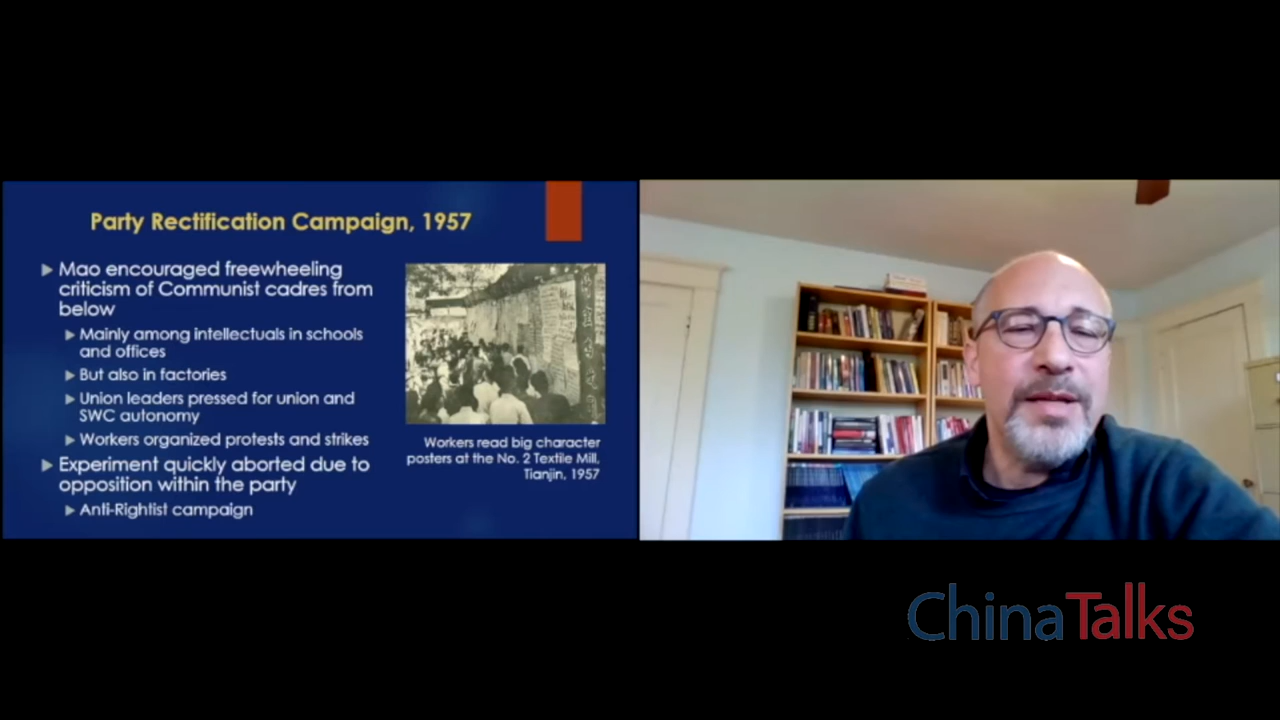 Party Rectification Campaign, 1957
Mao encouraged freewheeling
criticism of Communist cadres from
below
Mainly among intellectuals in schools
and offices
But also in factories
Union leaders pressed for union and
SWC autonomy
Workers organized protests and strikes
Experiment quickly aborted due to
opposition within the party
Anti-Rightist campaign
Workers read big character
posters at the No. 2 Textile Mill,
Tianjin, 1957
ChinaTalks